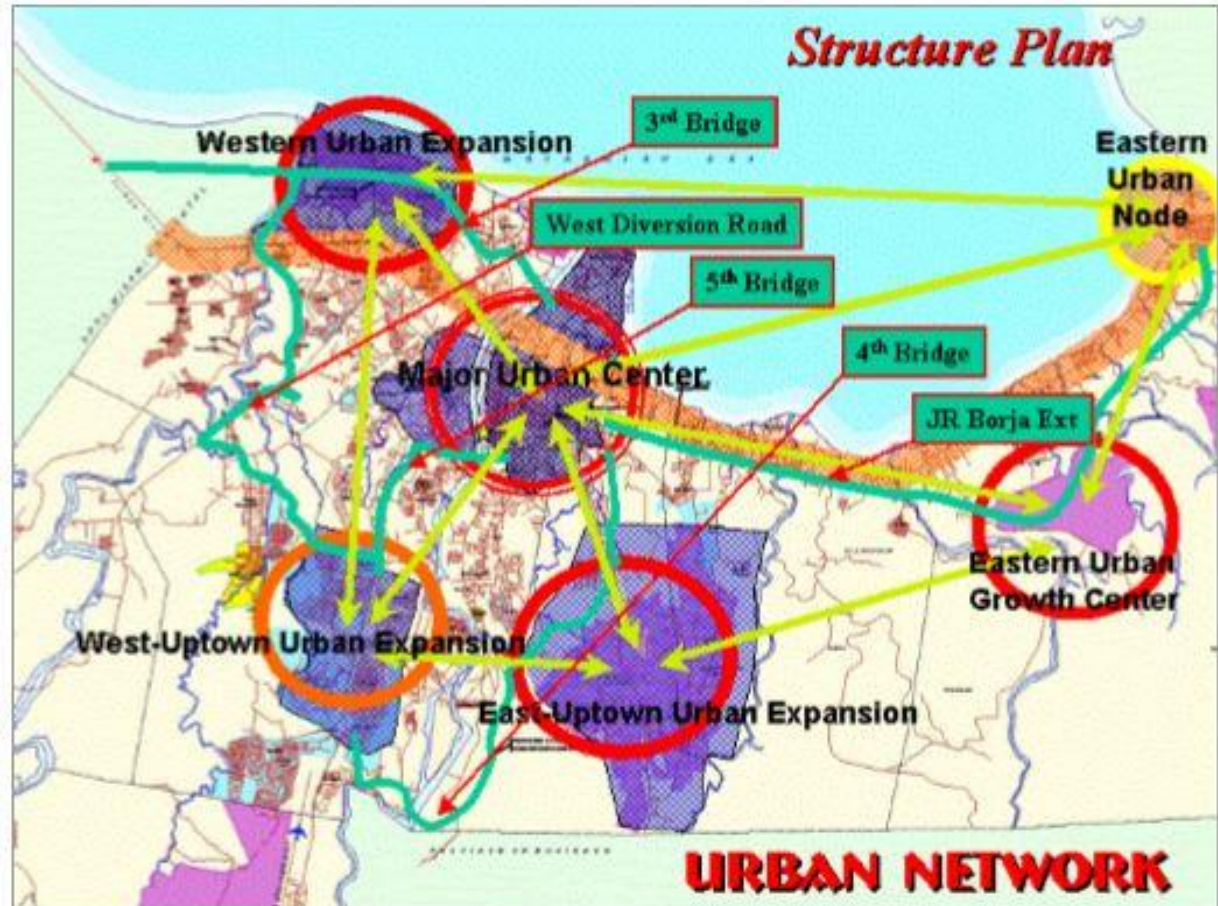 Structure Plan
3rd Bridge
Western Urban Expansion
Eastern
Urban
Node
West Diversion Road
5th Bridge
4th Bridge
Major Urban Center
JR Borja Ext
Eastern Urban
Growth Center
West-Uptown Urban Expansion
East-Uptown Urban Expansion
URBAN NETWORK